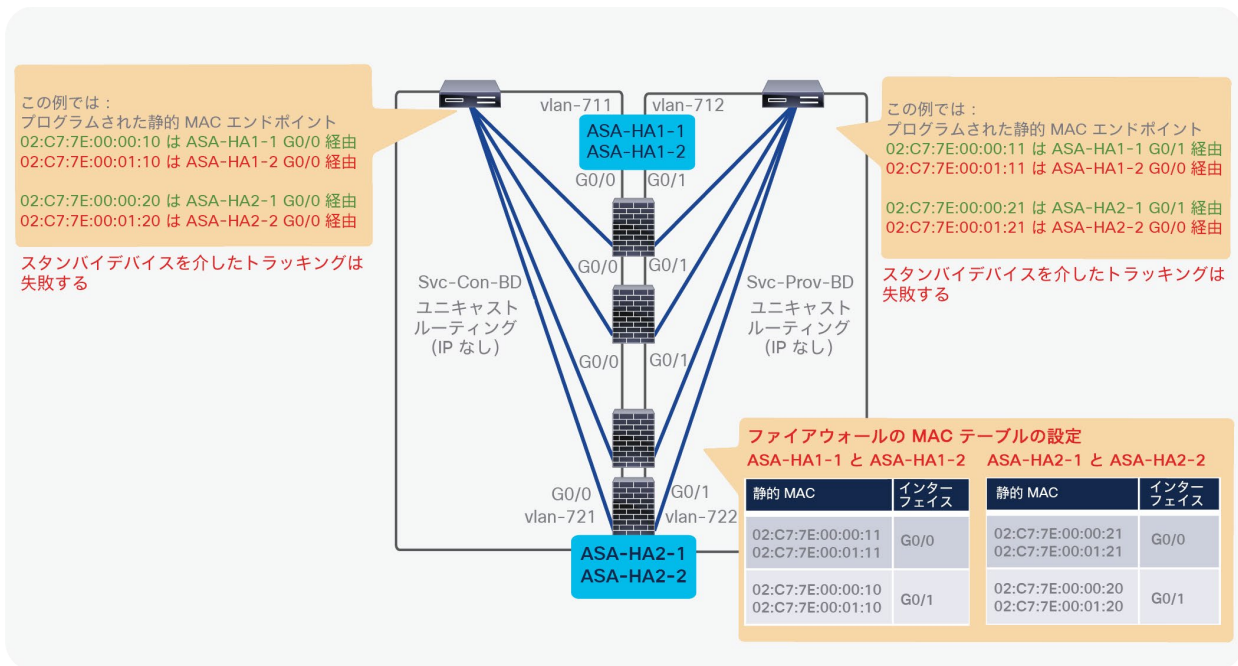 この例では：
プログラムされた静的 MAC エンドポイント
02:C7:7E:00:00:10 は ASA-HA1-1 G0/0 経由
02:C7:7E:00:01:10 は ASA-HA1-2 G0/0 経由
02:C7:7E:00:00:20 は ASA-HA2-1 G0/0 経由
02:C7:7E:00:01:20 は ASA-HA2-2 G0/0 経由
スタンバイデバイスを介したトラッキングは
失敗する
vlan-711
vlan-712
ASA-HA1-1
ASA-HA1-2
G0/0
G0/1
G0/0
G0/1
G0/0
G0/1
G0/0
vlan-721
G0/1
vlan-722
ASA-HA2-1
ASA-HA2-2
Svc-Con-BD
ユニキャスト
ルーティング
(IP なし)
Svc-Prov-BD
ユニキャスト
ルーティング
(IP なし)
この例では：
プログラムされた静的 MAC エンドポイント
02:C7:7E:00:00:11 は ASA-HA1-1 G0/1 経由
02:C7:7E:00:01:11 は ASA-HA1-2 G0/0 経由
02:C7:7E:00:00:21 は ASA-HA2-1 G0/1 経由
02:C7:7E:00:01:21 は ASA-HA2-2 G0/0 経由
スタンバイデバイスを介したトラッキングは
失敗する
ファイアウォールの MAC テーブルの設定
ASA-HA1-1 と ASA-HA1-2
静的 MAC
インター
フェイス
02:C7:7E:00:00:11
02:C7:7E:00:01:11
G0/0
02:C7:7E:00:00:10
02:C7:7E:00:01:10
G0/1
ASA-HA2-1 と ASA-HA2-2
静的 MAC
インター
フェイス
02:C7:7E:00:00:21
02:C7:7E:00:01:21
G0/0
02:C7:7E:00:00:20
02:C7:7E:00:01:20
G0/1